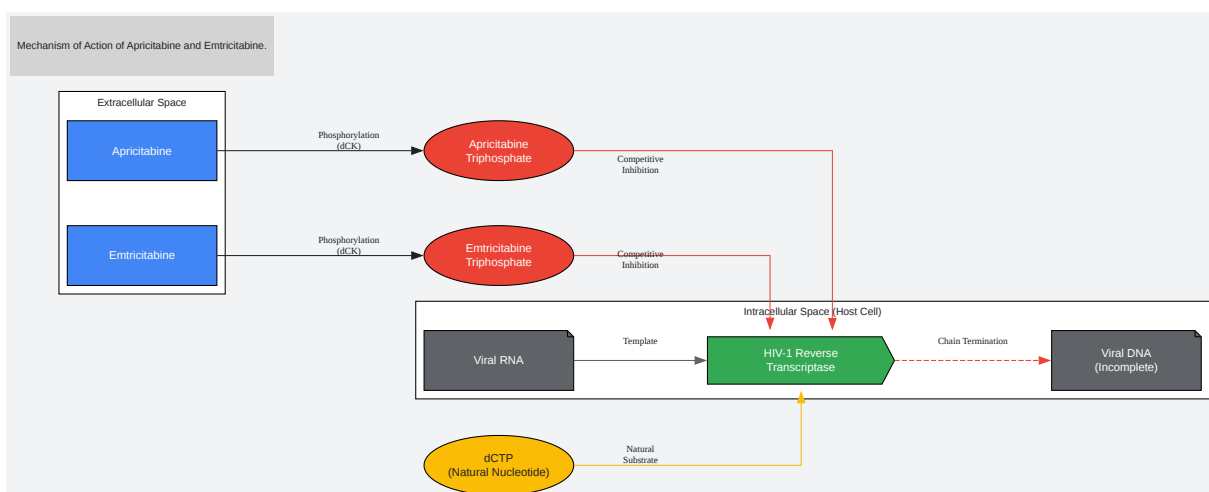 Mechanism of Action of Apricitabine and Emtricitabine.
Extracellular Space
Apricitabine
Phosphorylation
(dCK)
Apricitabine
Triphosphate
Competitive
Inhibition
Emtricitabine
Phosphorylation
(dCK)
Emtricitabine
Triphosphate
Competitive
Inhibition
Intracellular Space (Host Cell)
Viral RNA
Template
HIV-1 Reverse
Transcriptase
Chain Termination
Viral DNA
(Incomplete)
dCTP
(Natural Nucleotide)
Natural
Substrate